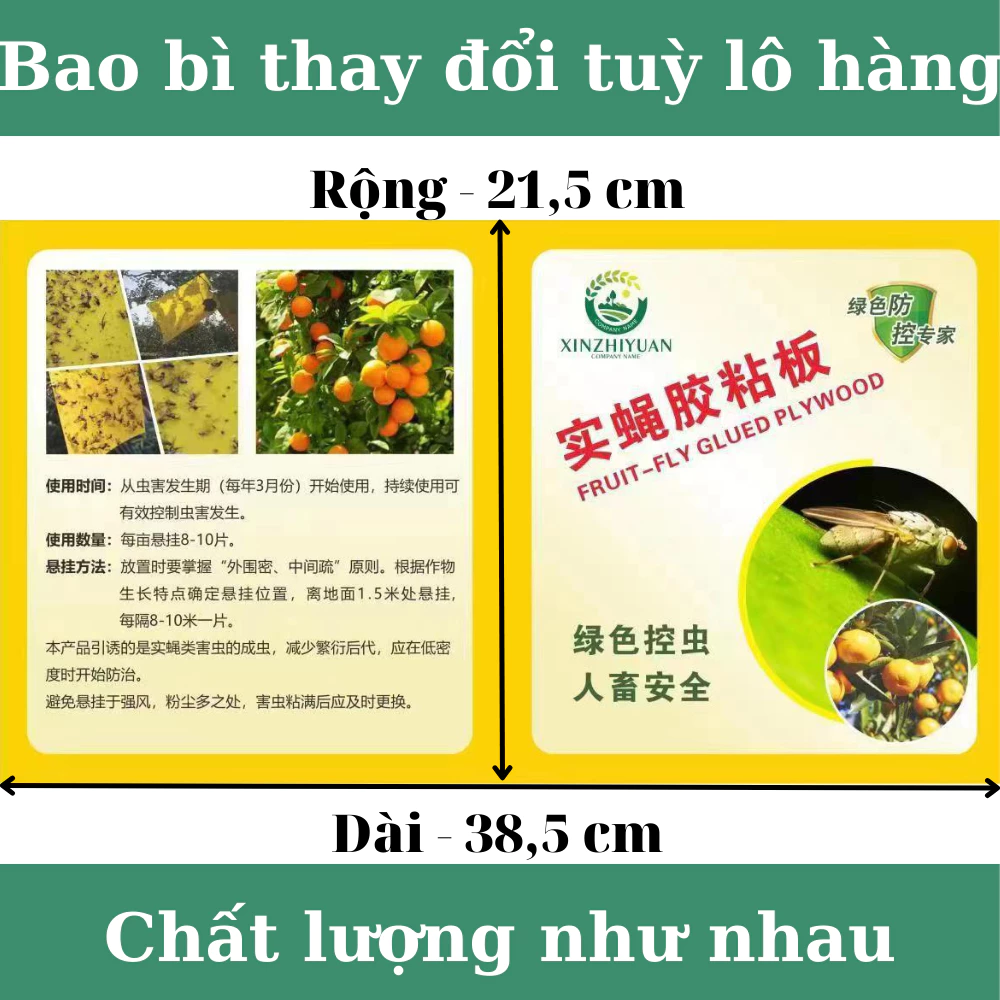 Bao bì thay đổi tuỳ lô hàng
Rộng - 21,5 cm
使用时间：从虫害发生期（每年3月份）开始使用，持续使用可
有效控制虫害发生。
使用数量：每亩悬挂8-10片。
悬挂方法：放置时要掌握“外围密、中间疏”原则。根据作物
生长特点确定悬挂位置，离地面1.5米处悬挂，
每隔8-10米一片。
本产品引诱的是实蝇类害虫的成虫，减少繁衍后代，应在低密
度时开始防治。
避免悬挂于强风，粉尘多之处，害虫粘满后应及时更换。
COMPANY NAME
XINZHIYUAN
COMPANY NAME
绿色防
控专家
实蝇胶粘板
FRUIT-FLY GLUED PLYWOOD
绿色控虫
人畜安全
Dài - 38,5 cm
Chất lượng như nhau